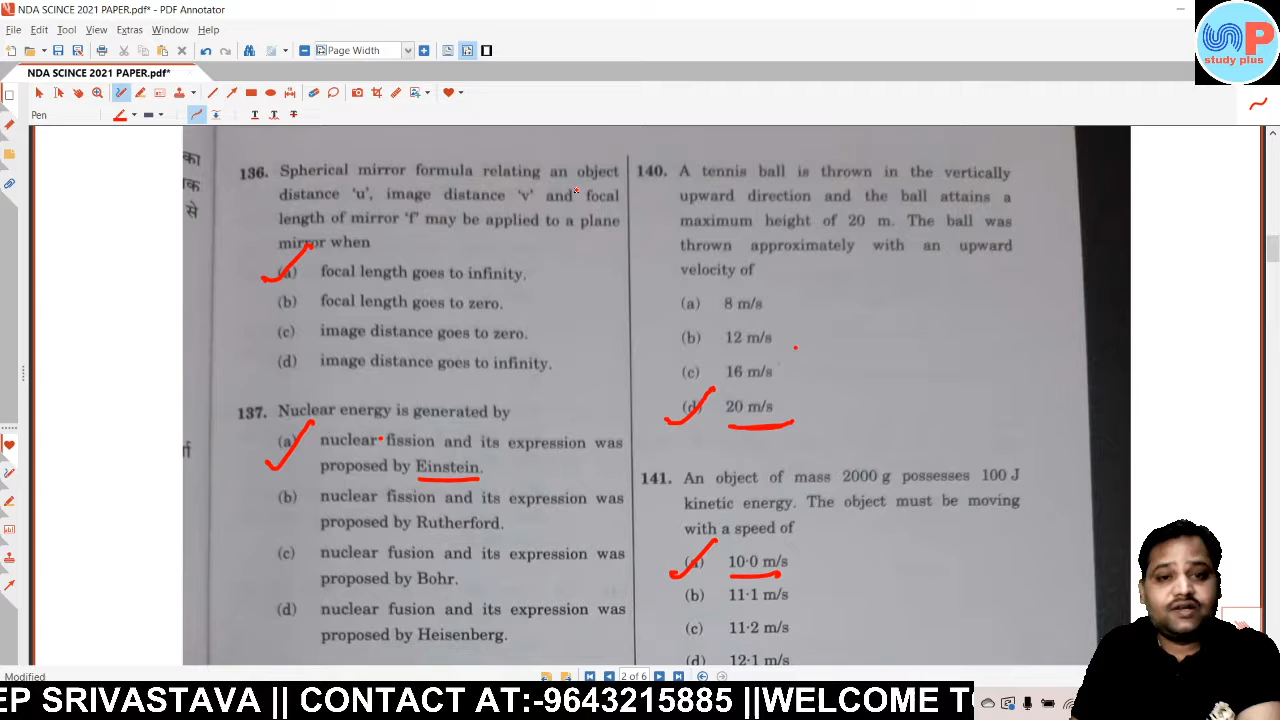 NDA SCINCE 2021 PAPER.pdf* - PDF Annotator
File Edit Tool View Extras Window Help
Page Width
NDA SCINCE 2021 PAPER.pdf*
Pen
study plus
का
क
से
136. Spherical mirror formula relating an object
distance 'u', image distance 'v' and focal
length of mirror 'f' may be applied to a plane
mirror when
(a) focal length goes to infinity.
(b) focal length goes to zero.
(c) image distance goes to zero.
(d) image distance goes to infinity.
137. Nuclear energy is generated by
(a) nuclear fission and its expression was
proposed by Einstein.
(b) nuclear fission and its expression was
proposed by Rutherford.
(c) nuclear fusion and its expression was
proposed by Bohr.
(d) nuclear fusion and its expression was
proposed by Heisenberg.
140. A tennis ball is thrown in the vertically
upward direction and the ball attains a
maximum height of 20 m. The ball was
thrown approximately with an upward
velocity of
(a) 8 m/s
(b) 12 m/s
(c) 16 m/s
(d) 20 m/s
141. An object of mass 2000 g possesses 100 J
kinetic energy. The object must be moving
with a speed of
(a) 10·0 m/s
(b) 11·1 m/s
(c) 11·2 m/s
(d) 12·1 m/s
Modified
2 of 6
EP SRIVASTAVA || CONTACT AT:-9643215885 ||WELCOME TO